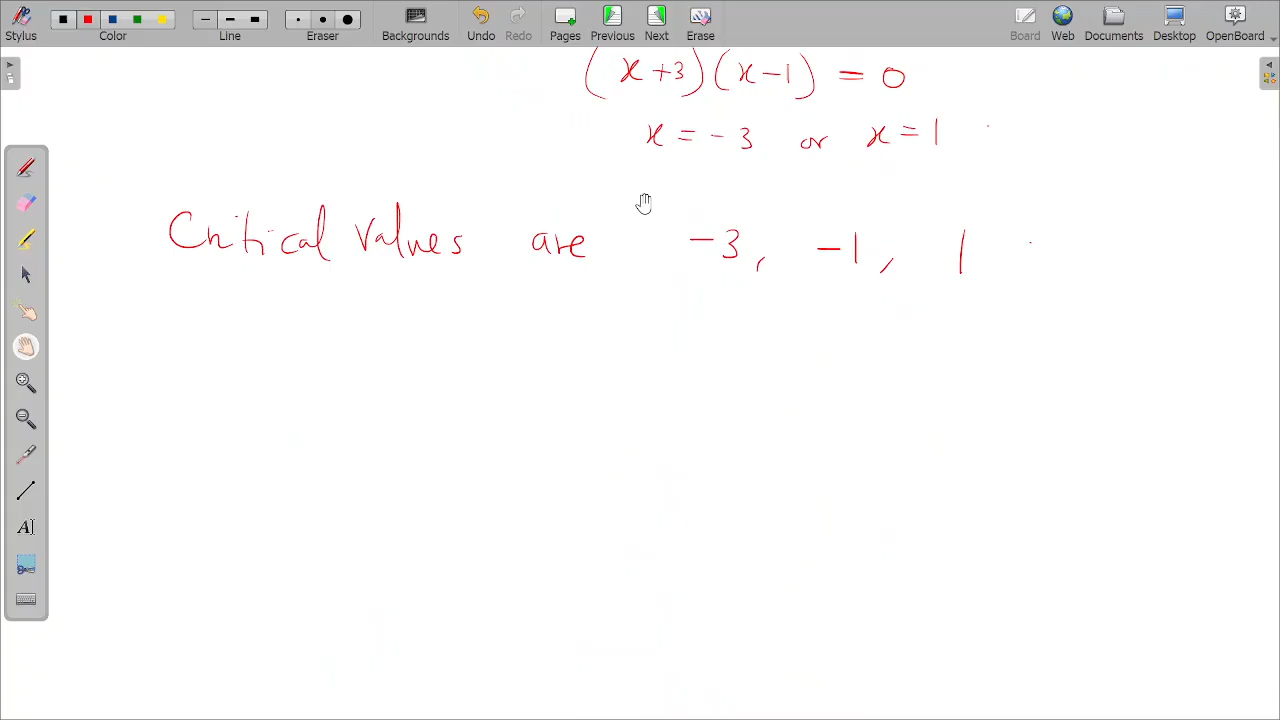 Stylus Color Line Eraser Backgrounds Undo Redo Pages Previous Next Erase Board Web Documents Desktop OpenBoard
(x+3)(x-1) = 0
x = -3 or x = 1
Critical values are -3, -1, 1